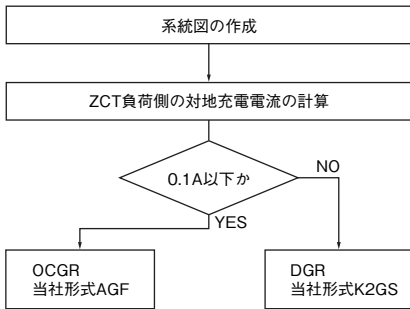 系統図の作成
ZCT負荷側の対地充電電流の計算
0.1A以下か
NO
YES
OCGR
当社形式AGF
DGR
当社形式K2GS